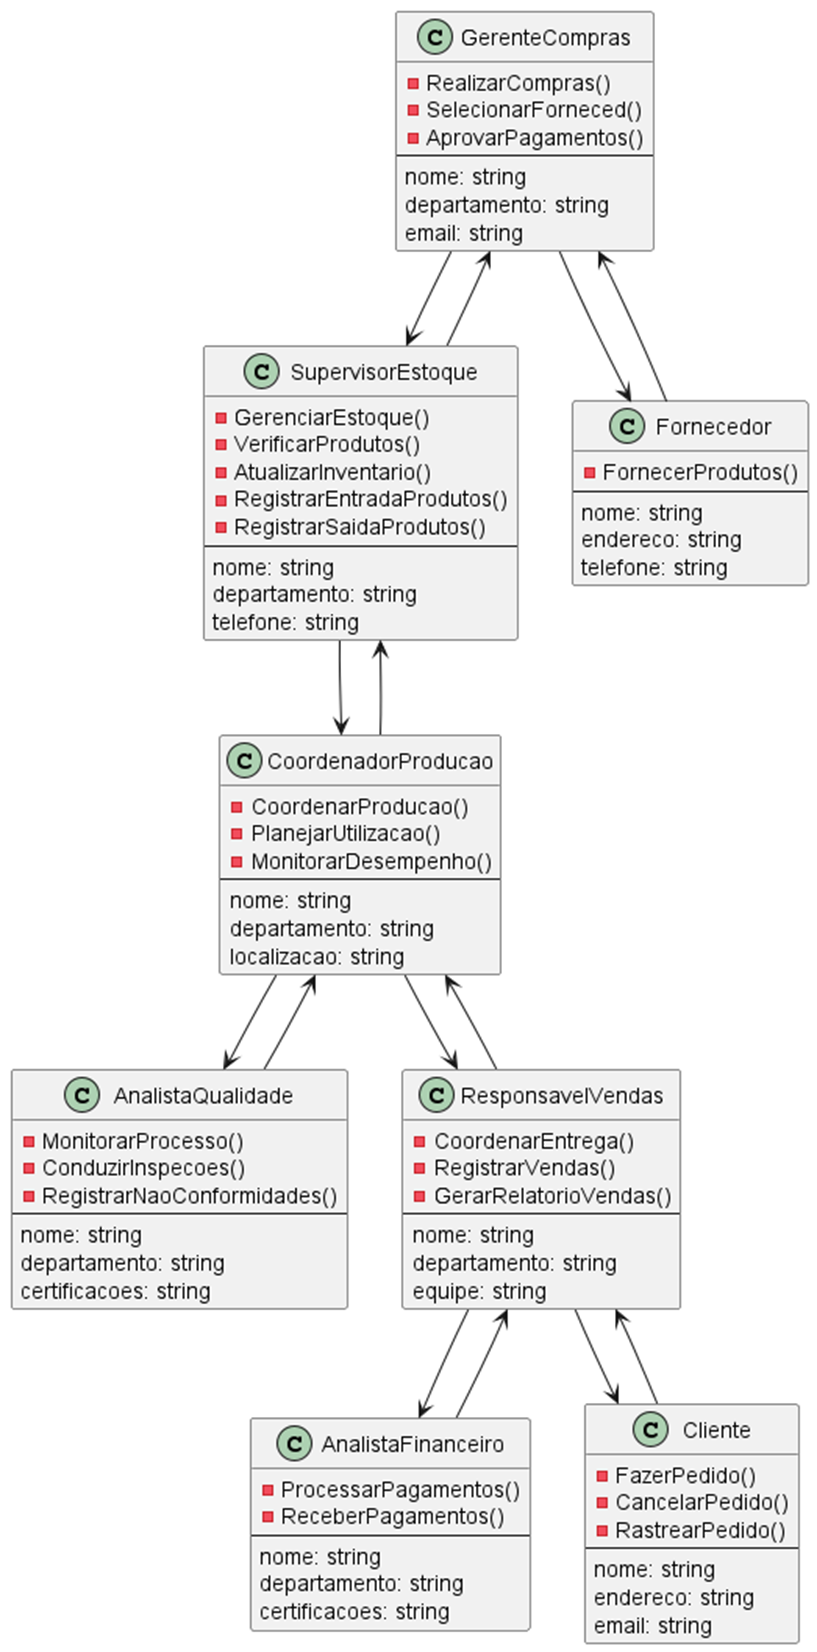 C GerenteCompras
RealizarCompras()
SelecionarForneced()
AprovarPagamentos()
nome: string
departamento: string
email: string
C SupervisorEstoque
GerenciarEstoque()
VerificarProdutos()
AtualizarInventario()
RegistrarEntradaProdutos()
RegistrarSaidaProdutos()
nome: string
departamento: string
telefone: string
C Fornecedor
FornecerProdutos()
nome: string
endereco: string
telefone: string
C CoordenadorProducao
CoordenarProducao()
PlanejarUtilizacao()
MonitorarDesempenho()
nome: string
departamento: string
localizacao: string
C AnalistaQualidade
MonitorarProcesso()
ConduzirInspecoes()
RegistrarNaoConformidades()
nome: string
departamento: string
certificacoes: string
C ResponsavelVendas
CoordenarEntrega()
RegistrarVendas()
GerarRelatorioVendas()
nome: string
departamento: string
equipe: string
C AnalistaFinanceiro
ProcessarPagamentos()
ReceberPagamentos()
nome: string
departamento: string
certificacoes: string
C Cliente
FazerPedido()
CancelarPedido()
RastrearPedido()
nome: string
endereco: string
email: string